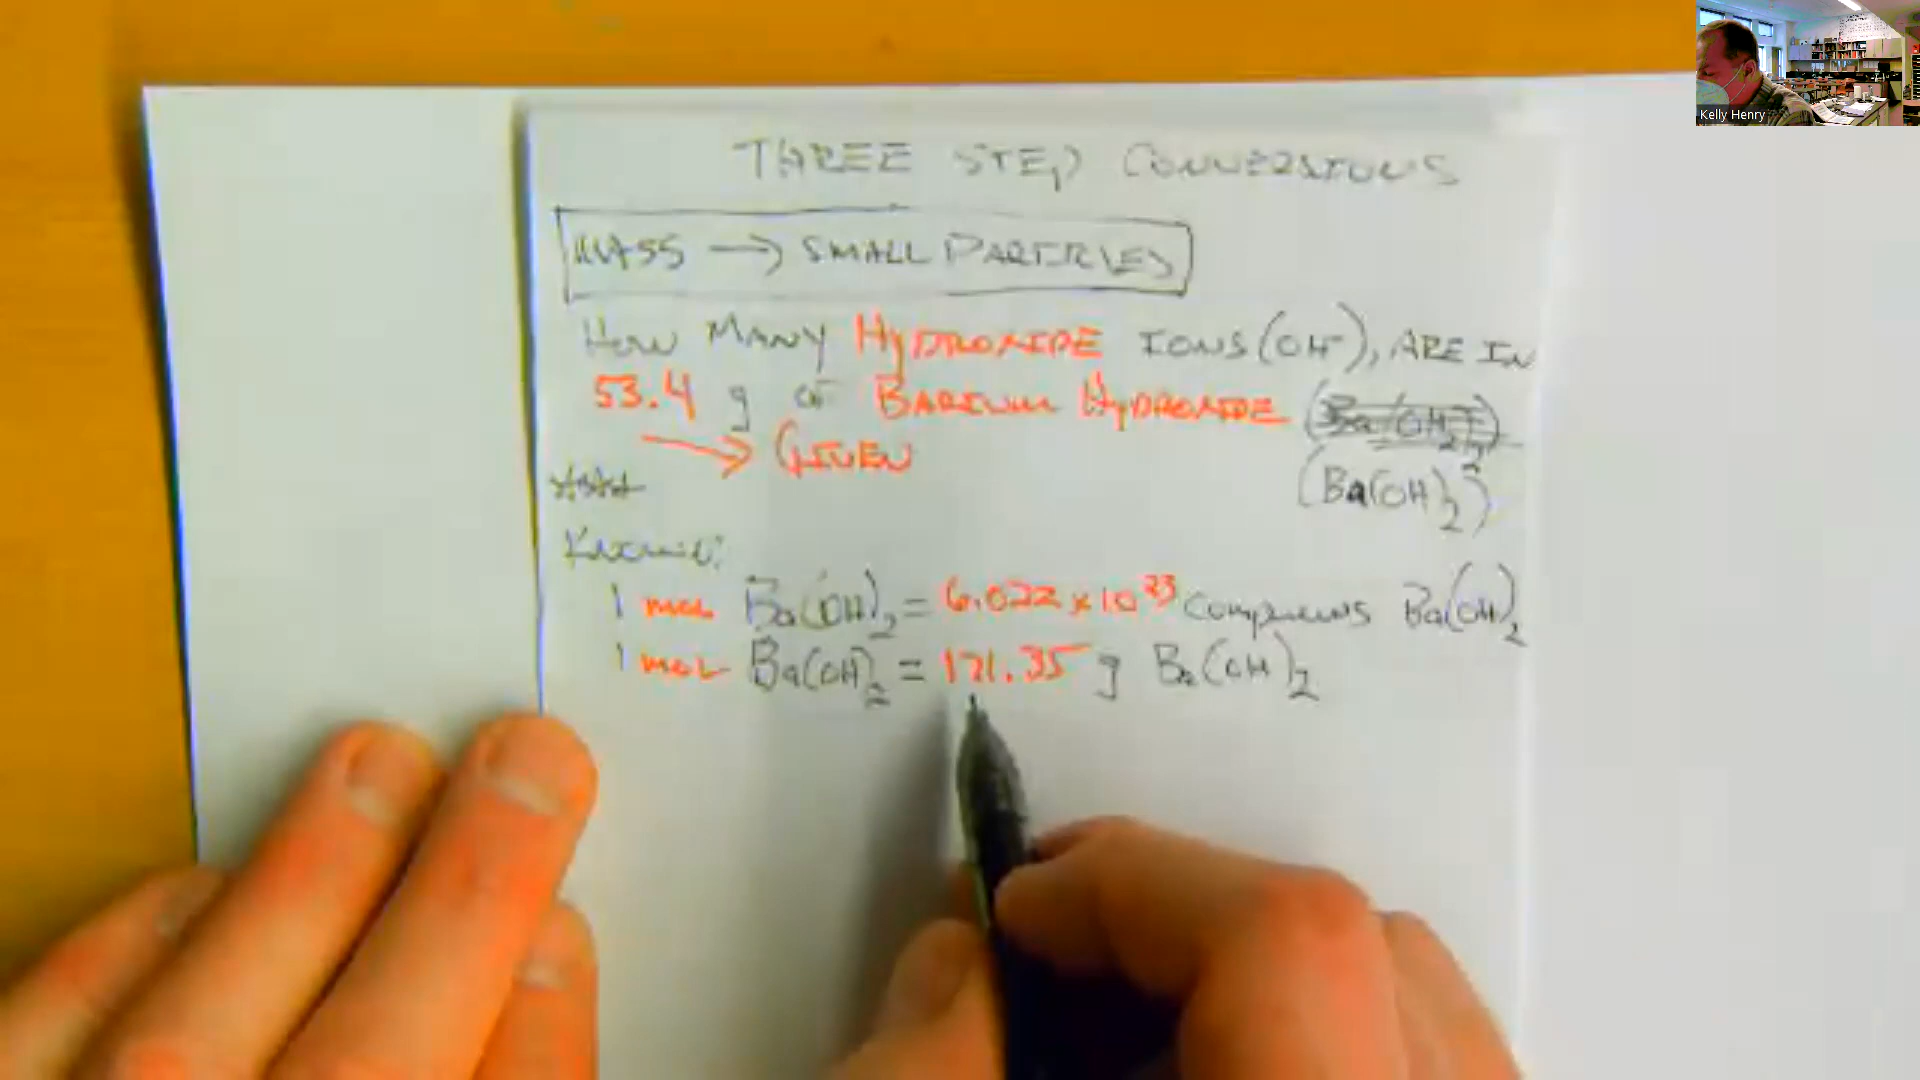 Kelly Henry
THREE STEP CONVERSIONS
MASS → SMALL PARTICLES
HOW MANY HYDROXIDE IONS (OH⁻), ARE IN
53.4 g OF BARIUM HYDROXIDE
→ GIVEN
(Ba(OH)₂)
KNOWN:
1 MOL Ba(OH)₂ = 6.022 x 10²³ Compounds Ba(OH)₂
1 MOL Ba(OH)₂ = 171.35 g Ba(OH)₂